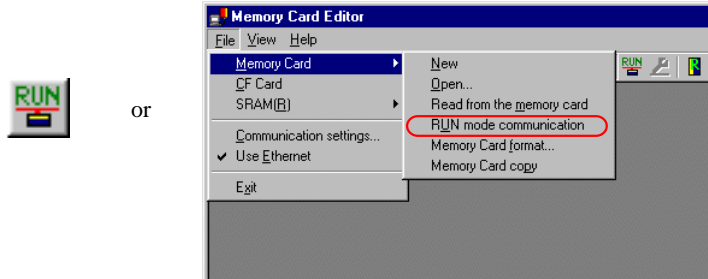 RUN
or
Memory Card Editor
File View Help
Memory Card
CF Card
SRAM(R)
Communication settings...
Use Ethernet
Exit
New
Open...
Read from the memory card
RUN mode communication
Memory Card format...
Memory Card copy
RUN